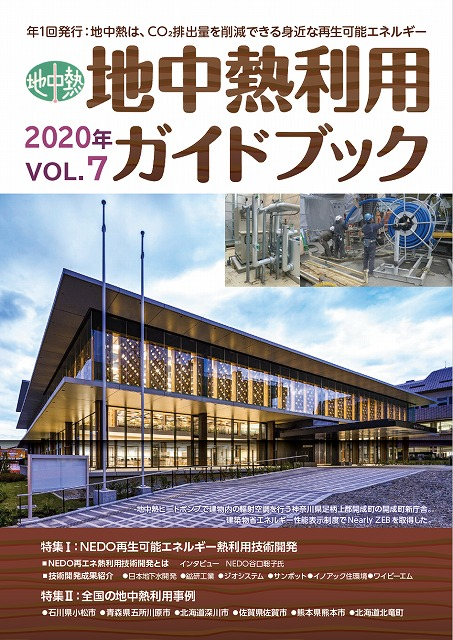 年1回発行：地中熱は、CO₂排出量を削減できる身近な再生可能エネルギー
地中熱
地中熱利用
2020年
VOL.7
ガイドブック
地中熱ヒートポンプで建物内の輻射空調を行う神奈川県足柄上郡開成町の開成町新庁舎。
建築物省エネルギー性能表示制度でNearly ZEBを取得した
特集Ⅰ：NEDO再生可能エネルギー熱利用技術開発
■NEDO再エネ熱利用技術開発とは インタビュー NEDO谷口聡子氏
■技術開発成果紹介 ●日本地下水開発 ●鉱研工業 ●ジオシステム ●サンポット●イノアック住環境●ワイビーエム
特集Ⅱ：全国の地中熱利用事例
●石川県小松市 ●青森県五所川原市 ●北海道深川市 ●佐賀県佐賀市 ●熊本県熊本市 ●北海道北竜町